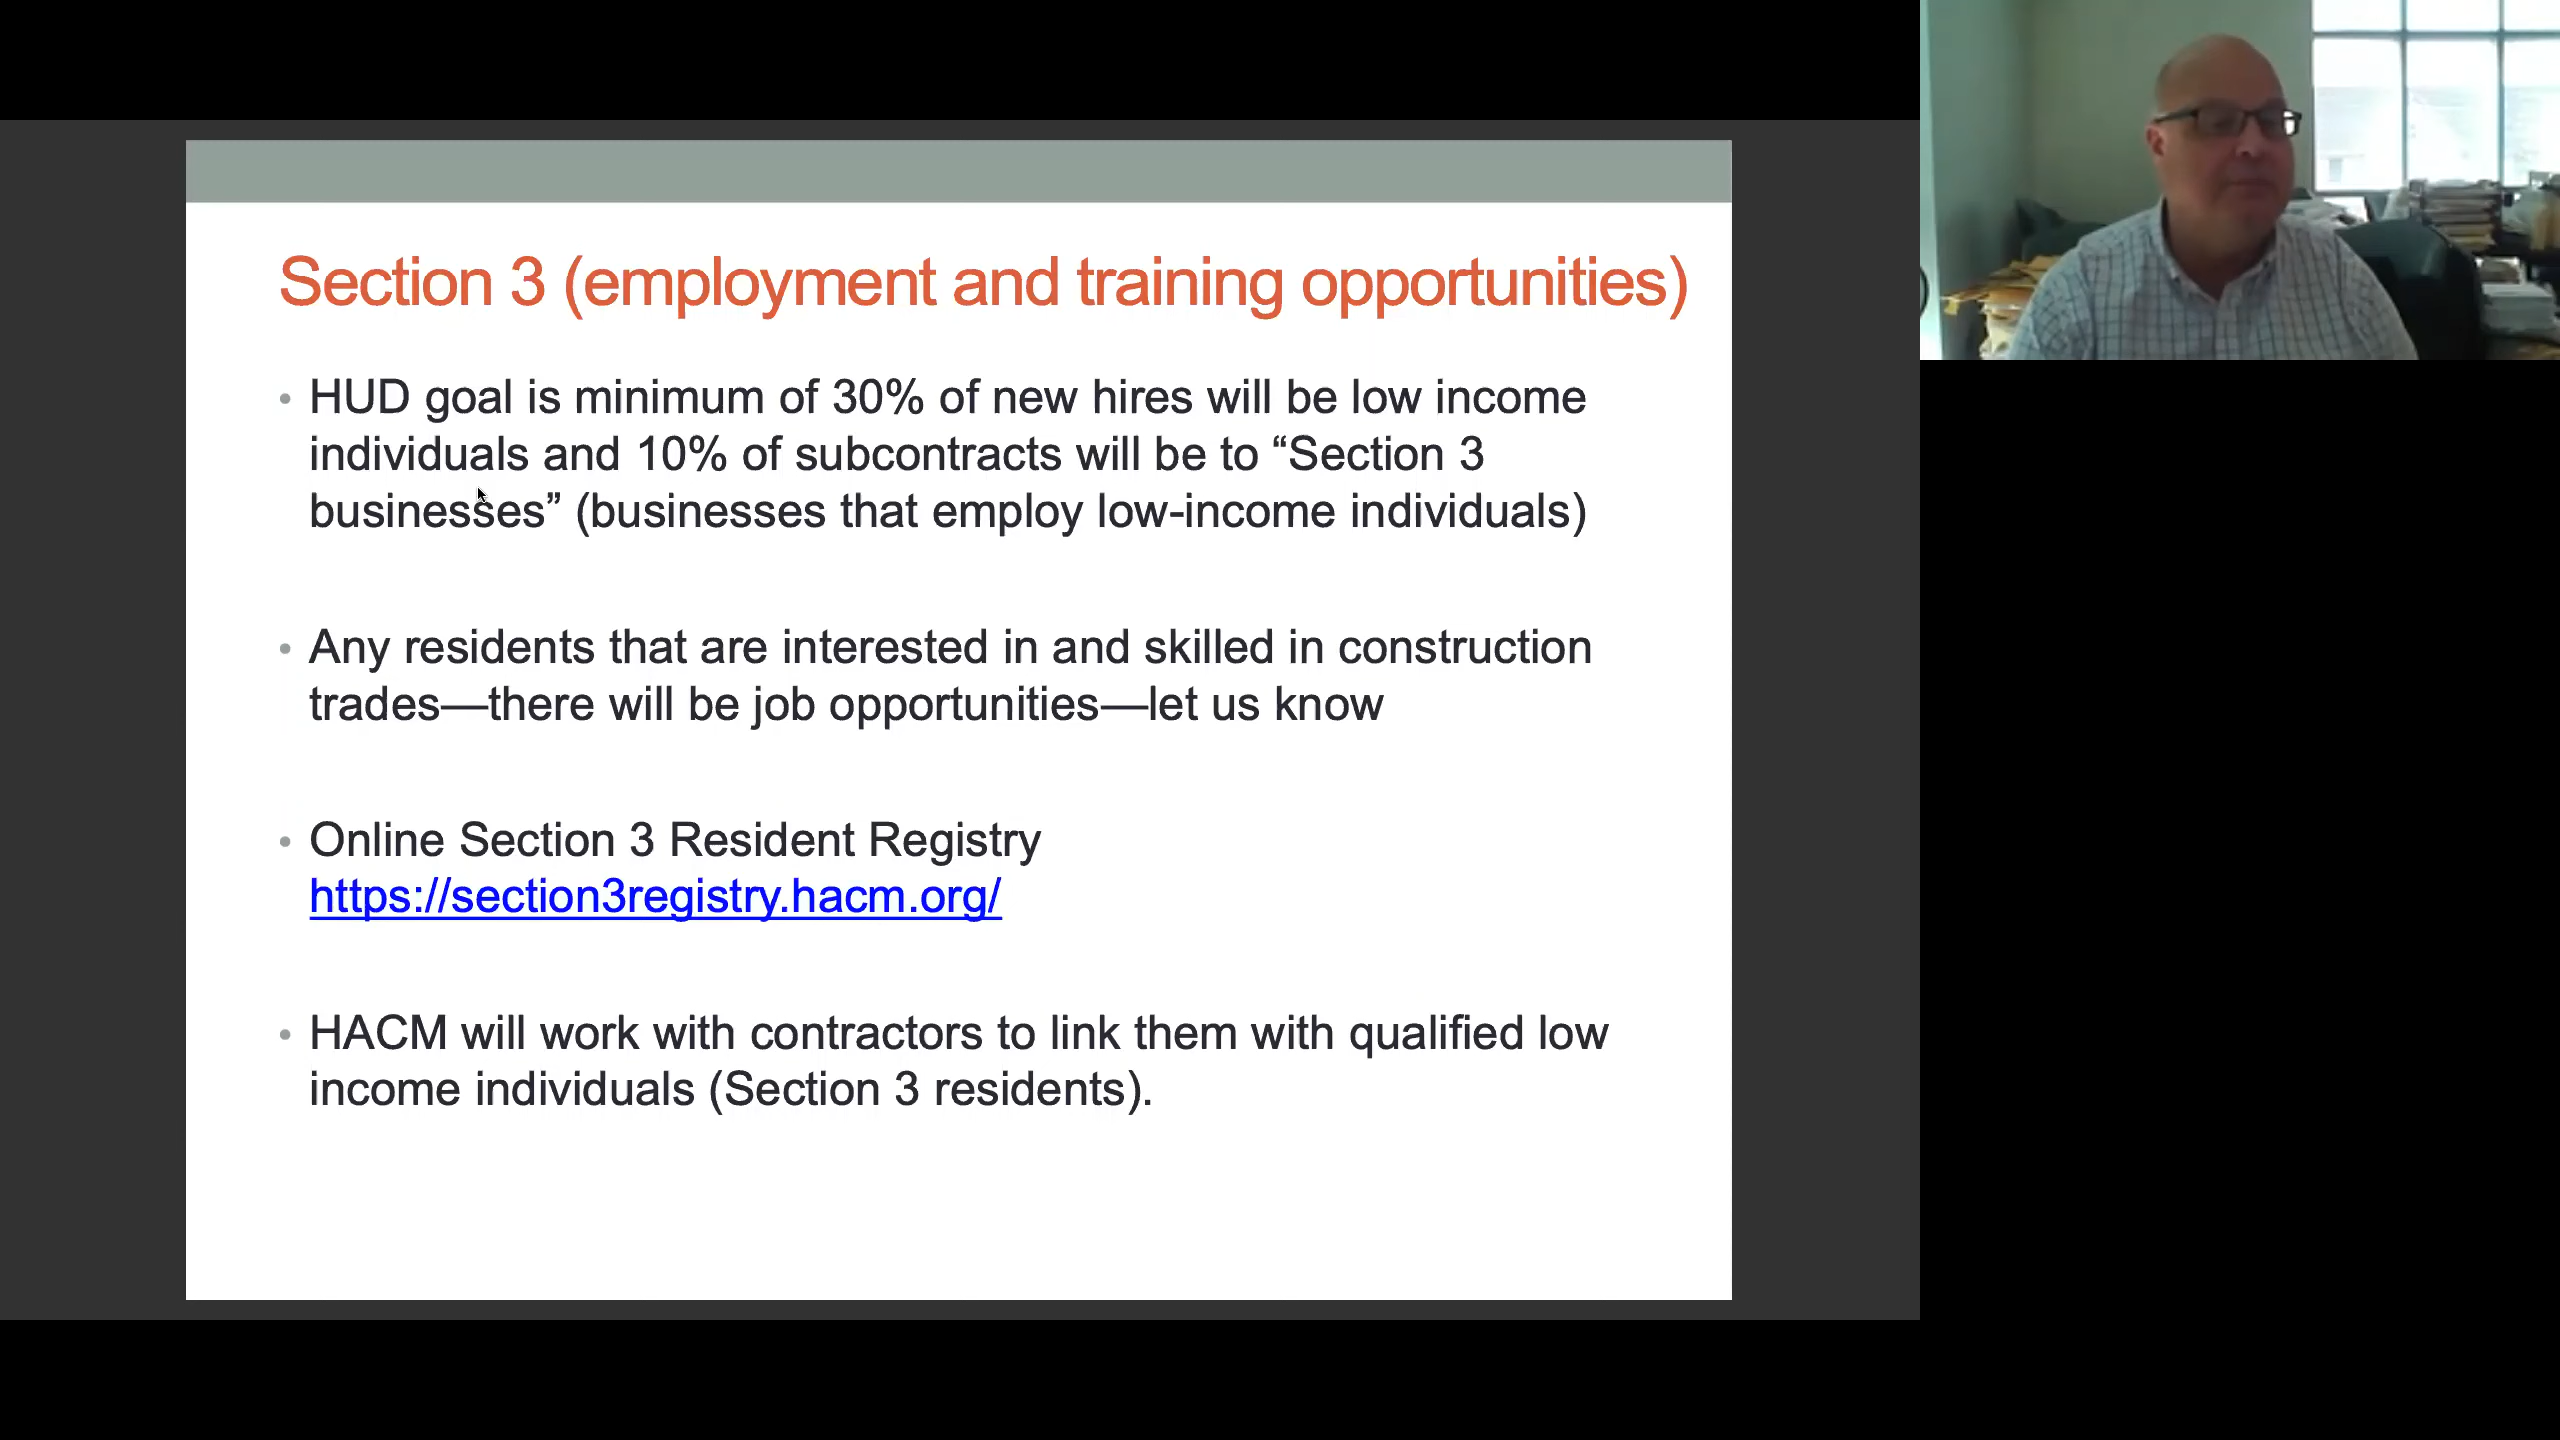 Section 3 (employment and training opportunities)
• HUD goal is minimum of 30% of new hires will be low income
individuals and 10% of subcontracts will be to “Section 3
businesses” (businesses that employ low-income individuals)
• Any residents that are interested in and skilled in construction
trades—there will be job opportunities—let us know
• Online Section 3 Resident Registry
https://section3registry.hacm.org/
• HACM will work with contractors to link them with qualified low
income individuals (Section 3 residents).